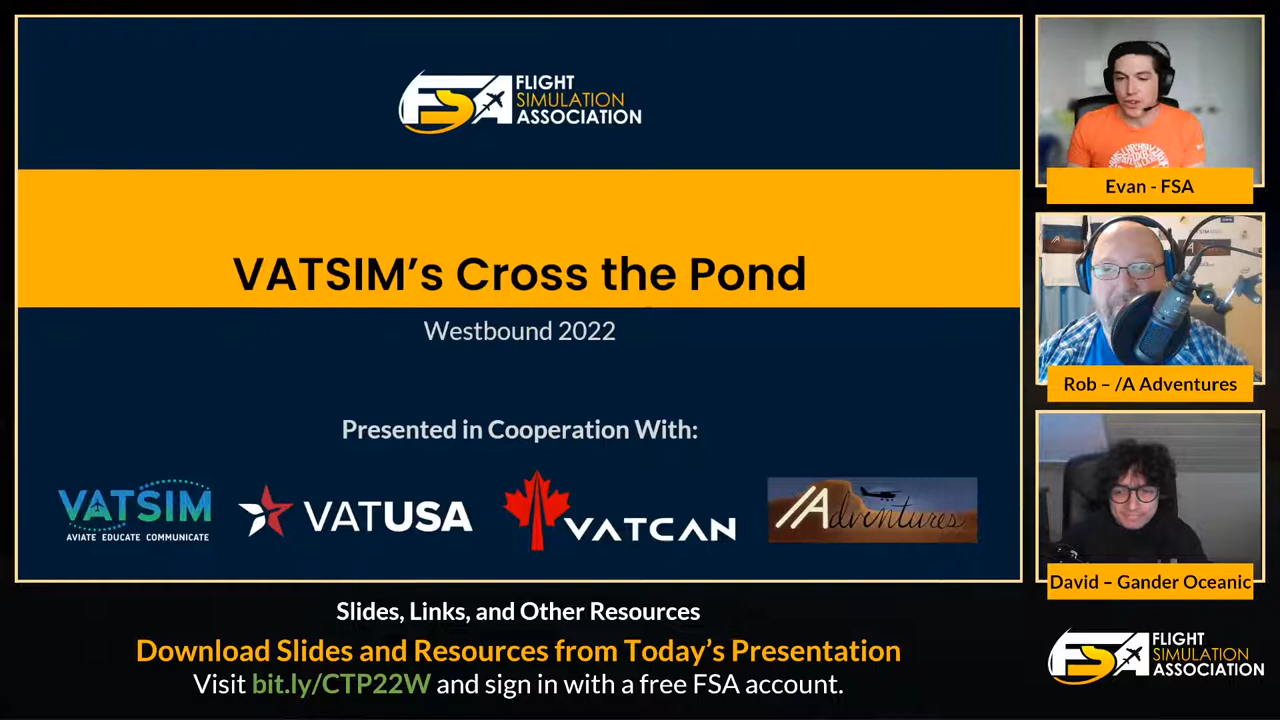 FSA FLIGHT
SIMULATION
ASSOCIATION
VATSIM's Cross the Pond
Westbound 2022
Presented in Cooperation With:
VATSIM
AVIATE EDUCATE COMMUNICATE
VATUSA
VATCAN
/Adventures
Evan - FSA
Rob – /A Adventures
David – Gander Oceanic
Slides, Links, and Other Resources
Download Slides and Resources from Today's Presentation
Visit bit.ly/CTP22W and sign in with a free FSA account.
FSA FLIGHT
SIMULATION
ASSOCIATION